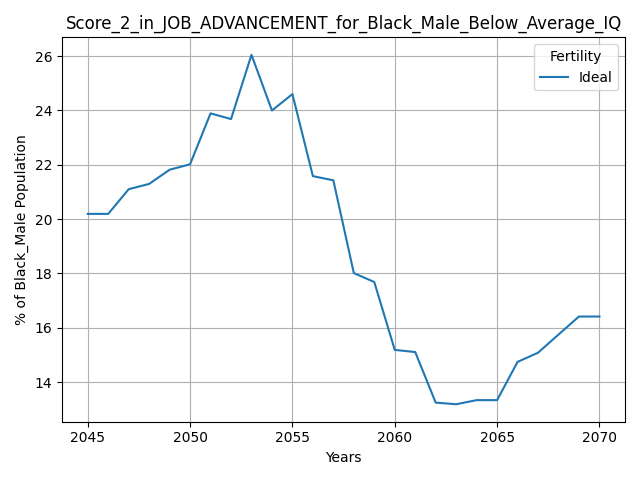 Score_2_in_JOB_ADVANCEMENT_for_Black_Male_Below_Average_IQ
Fertility
Ideal
% of Black_Male Population
26
24
22
20
18
16
14
2045 2050 2055 2060 2065 2070
Years